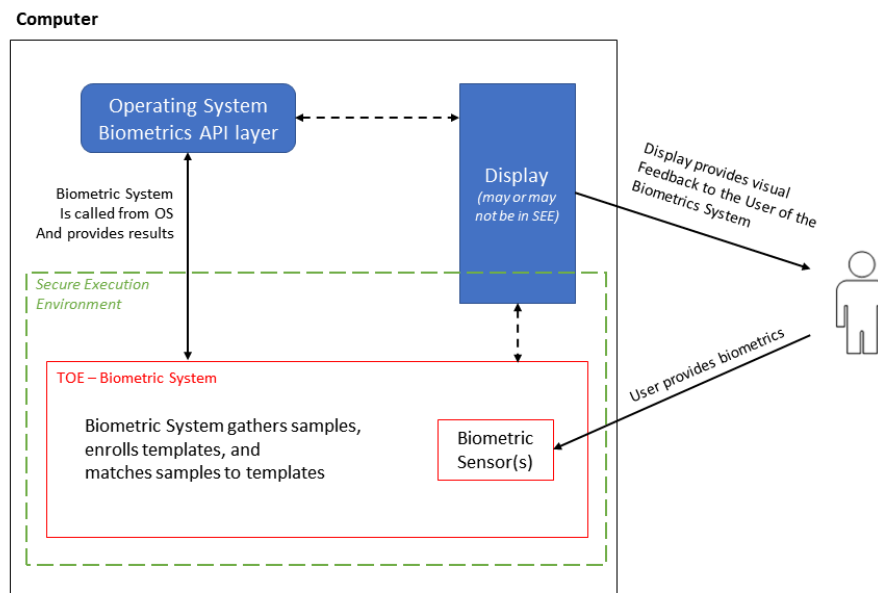 Computer
Operating System
Biometrics API layer
Display
(may or may
not be in SEE)
Biometric System
Is called from OS
And provides results
Display provides visual
Feedback to the User of the
Biometrics System
Secure Execution
Environment
User provides biometrics
TOE – Biometric System
Biometric System gathers samples,
enrolls templates, and
matches samples to templates
Biometric
Sensor(s)